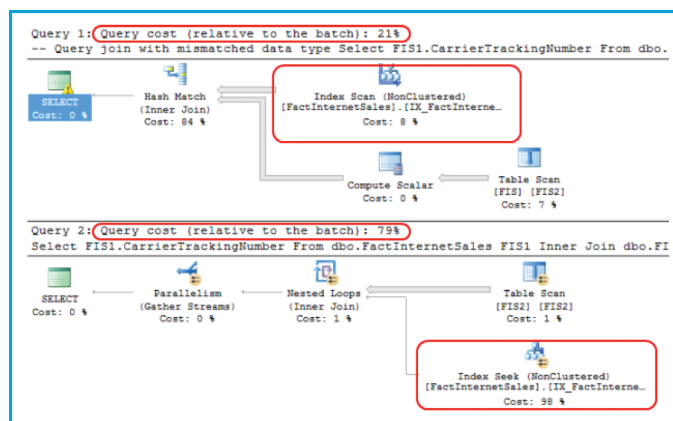 Query 1: Query cost (relative to the batch): 21%
-- Query join with mismatched data type Select FIS1.CarrierTrackingNumber From dbo.
SELECT
Cost: 0 %
Hash Match
(Inner Join)
Cost: 84 %
Index Scan (NonClustered)
[FactInternetSales].[IX_FactInterne…
Cost: 8 %
Compute Scalar
Cost: 0 %
Table Scan
[FIS] [FIS2]
Cost: 7 %
Query 2: Query cost (relative to the batch): 79%
Select FIS1.CarrierTrackingNumber From dbo.FactInternetSales FIS1 Inner Join dbo.FI
SELECT
Cost: 0 %
Parallelism
(Gather Streams)
Cost: 0 %
Nested Loops
(Inner Join)
Cost: 1 %
Table Scan
[FIS2] [FIS2]
Cost: 1 %
Index Seek (NonClustered)
[FactInternetSales].[IX_FactInterne…
Cost: 98 %